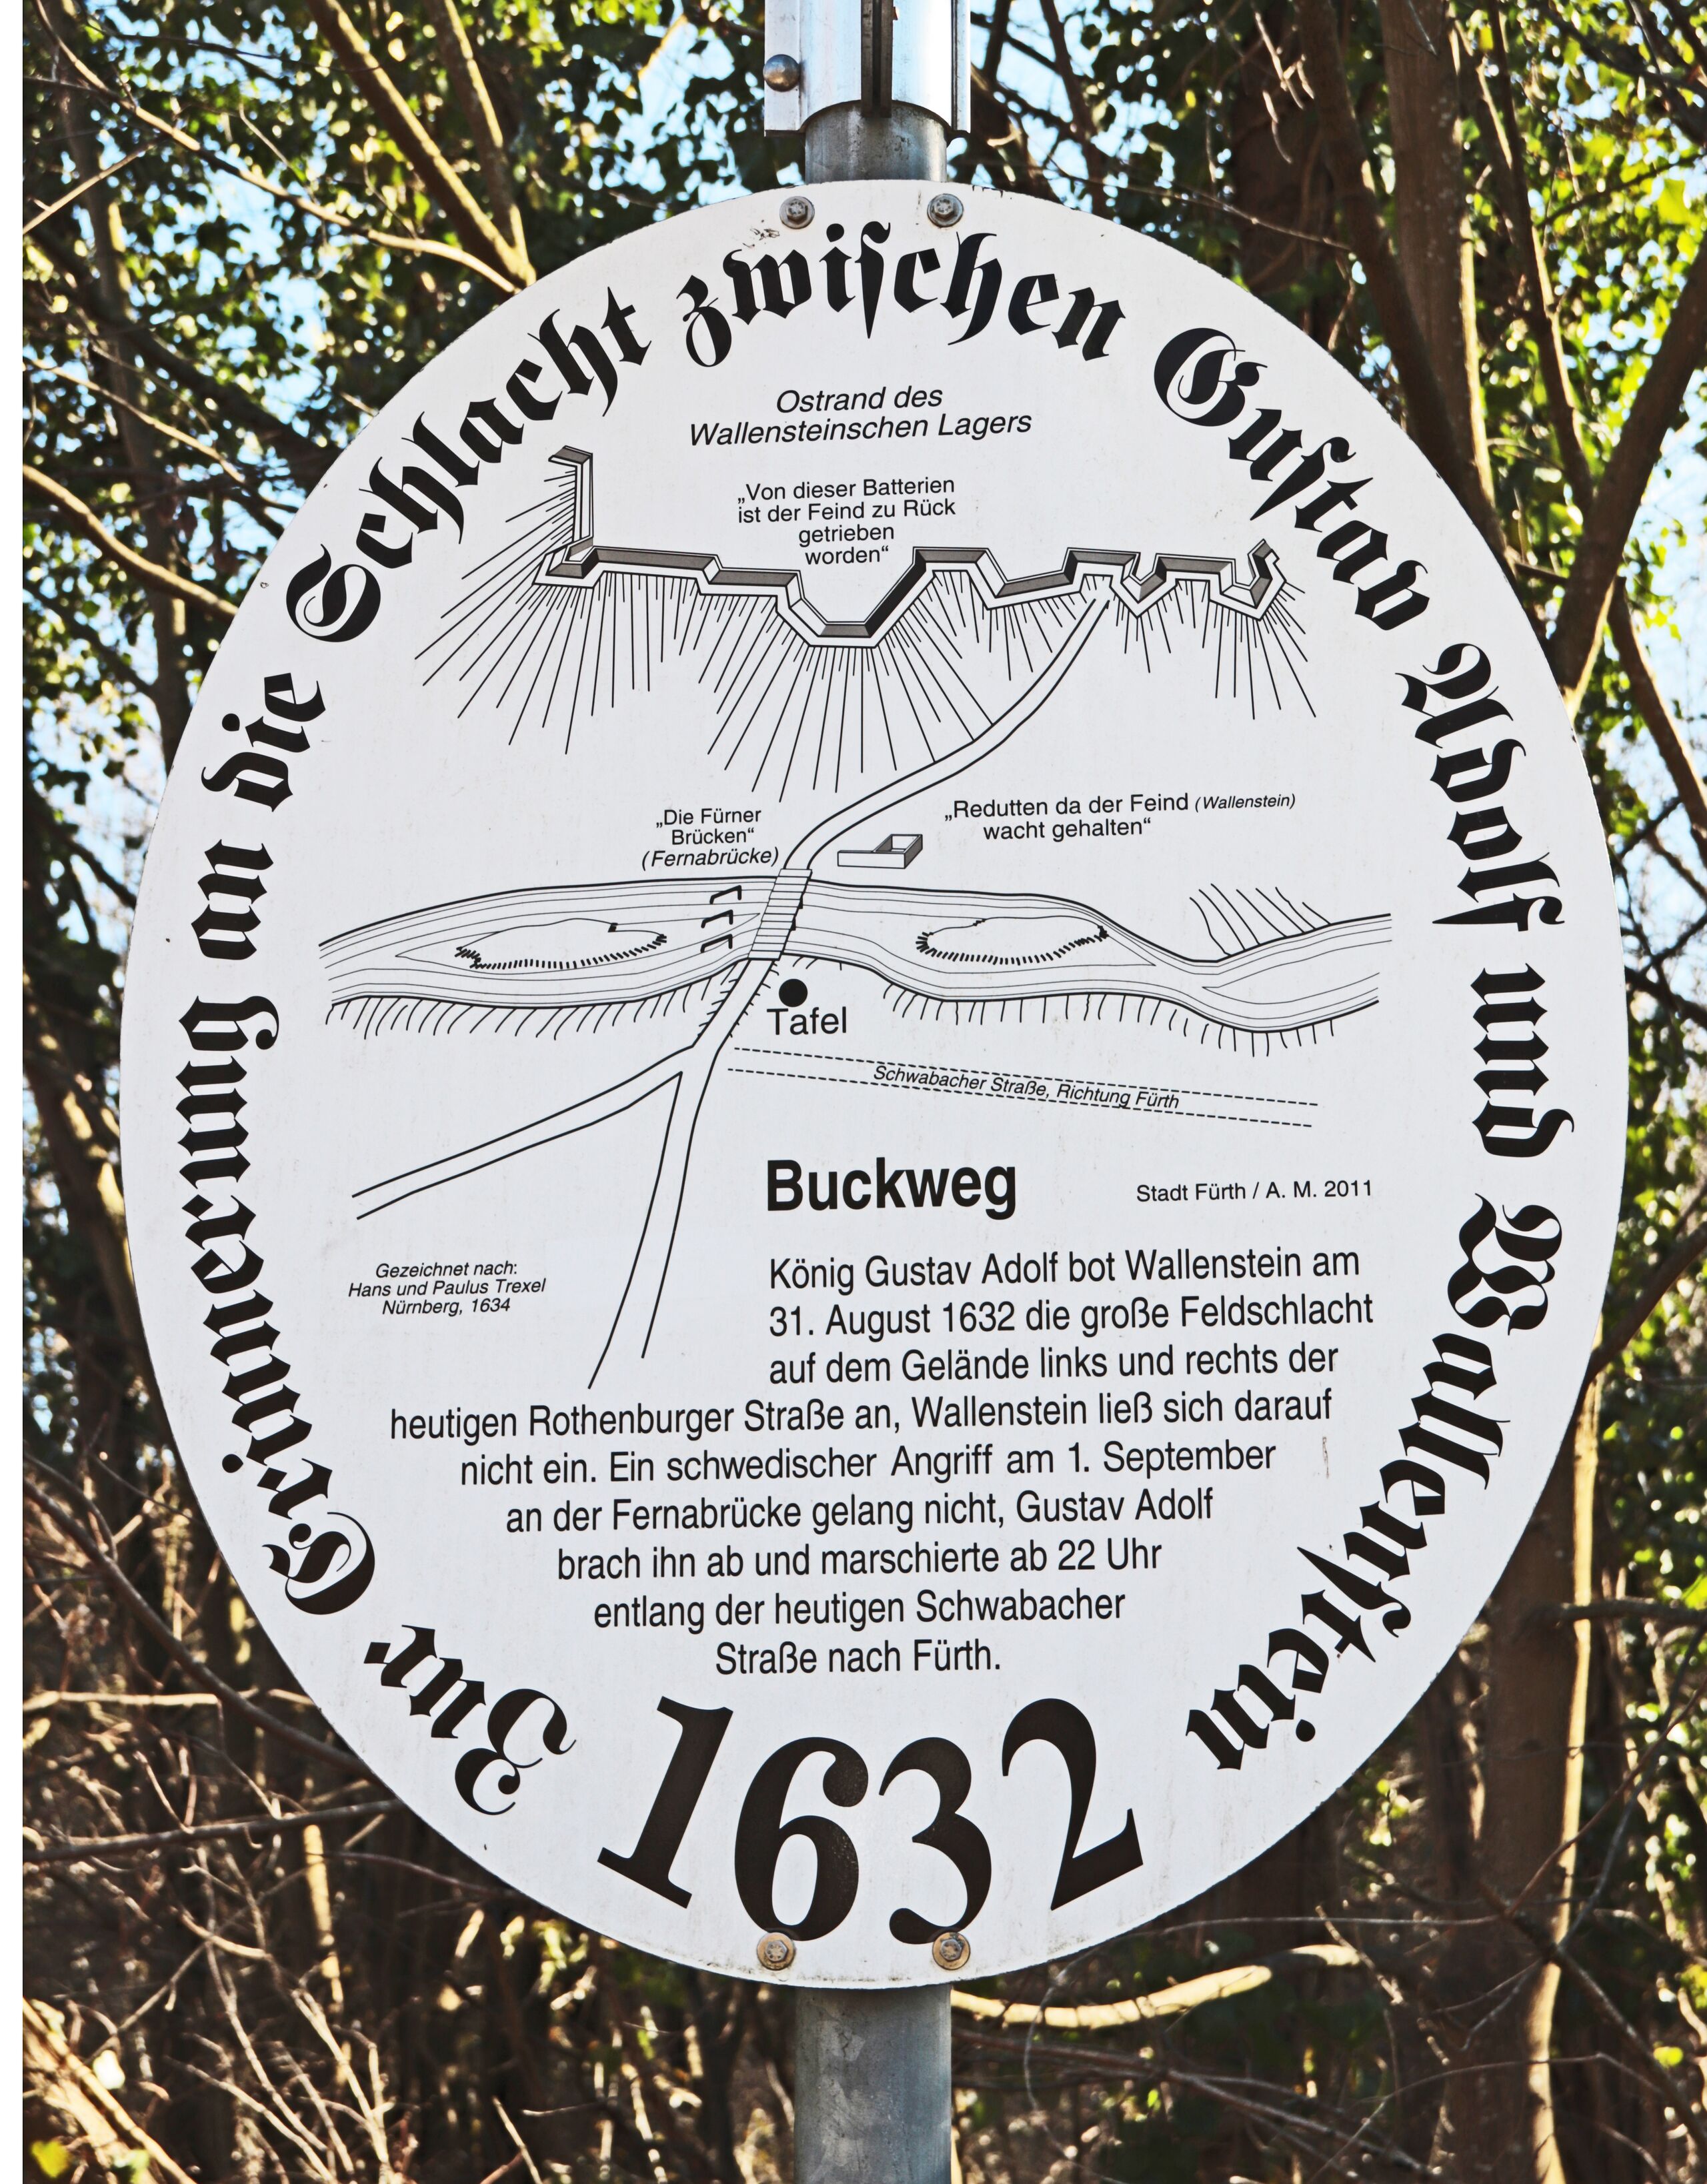 Zur Erinnerung an die Schlacht zwiſchen Guſtav Adolf und Wallenſtein
1632
Ostrand des
Wallensteinschen Lagers
„Von dieser Batterien
ist der Feind zu Rück
getrieben
worden“
„Die Fürner
Brücken“
(Fernabrücke)
„Redutten da der Feind (Wallenstein)
wacht gehalten“
Tafel
Schwabacher Straße, Richtung Fürth
Buckweg
Stadt Fürth / A. M. 2011
Gezeichnet nach:
Hans und Paulus Trexel
Nürnberg, 1634
König Gustav Adolf bot Wallenstein am
31. August 1632 die große Feldschlacht
auf dem Gelände links und rechts der
heutigen Rothenburger Straße an, Wallenstein ließ sich darauf
nicht ein. Ein schwedischer Angriff am 1. September
an der Fernabrücke gelang nicht, Gustav Adolf
brach ihn ab und marschierte ab 22 Uhr
entlang der heutigen Schwabacher
Straße nach Fürth.